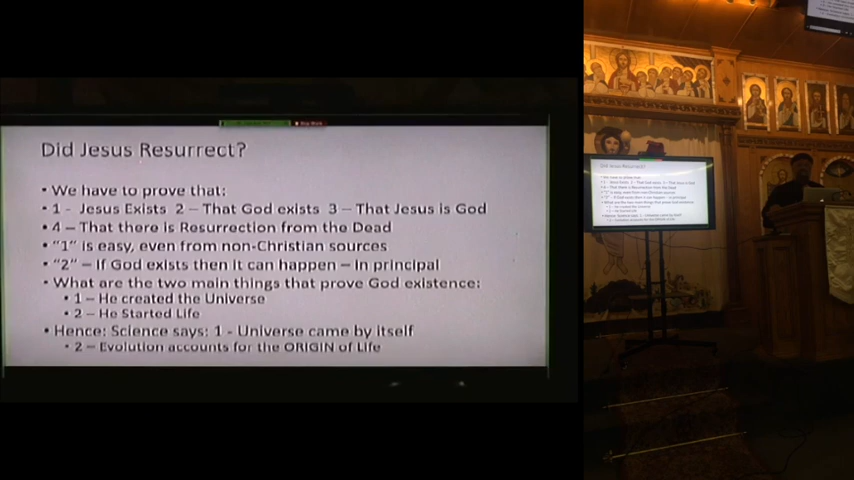 Did Jesus Resurrect?
• We have to prove that:
• 1 - Jesus Exists 2 – That God exists 3 – That Jesus is God
• 4 – That there is Resurrection from the Dead
• "1" is easy, even from non-Christian sources
• "2" – If God exists then it can happen – in principal
• What are the two main things that prove God existence:
• 1 – He created the Universe
• 2 – He Started Life
• Hence: Science says: 1 - Universe came by itself
• 2 – Evolution accounts for the ORIGIN of Life